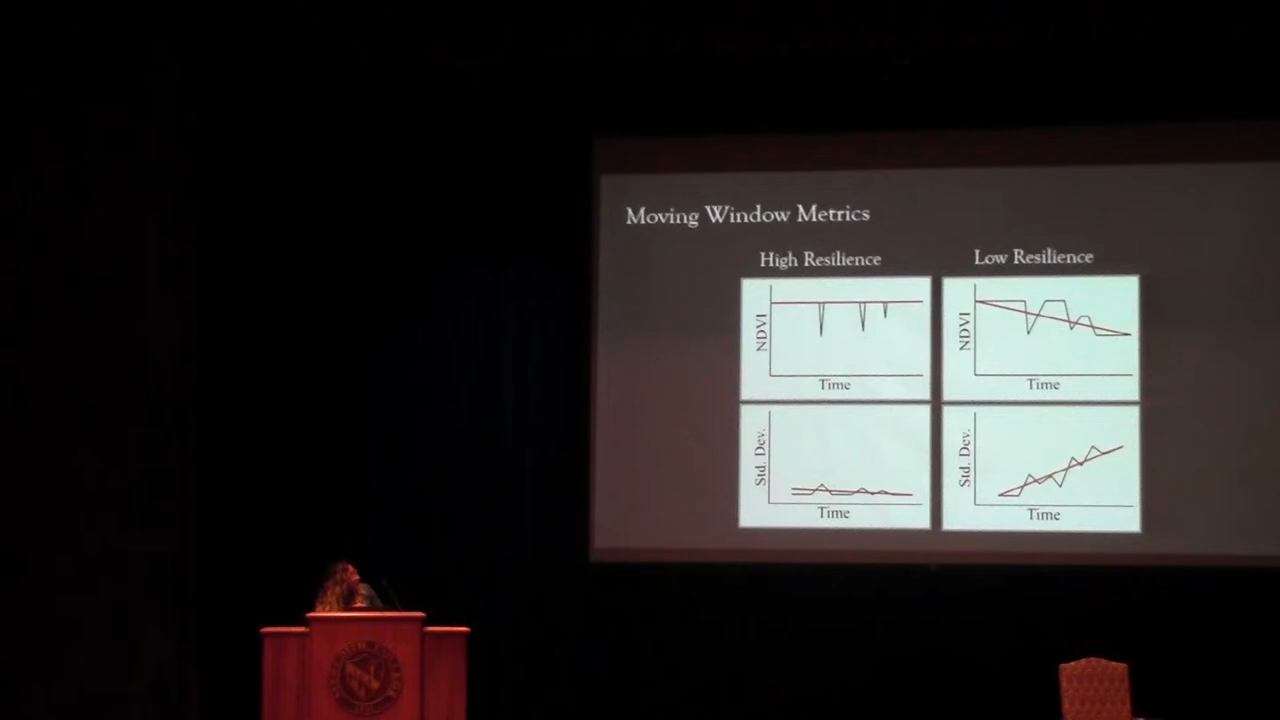 Moving Window Metrics
High Resilience
Low Resilience
NDVI
Time
NDVI
Time
Std. Dev.
Time
Std. Dev.
Time